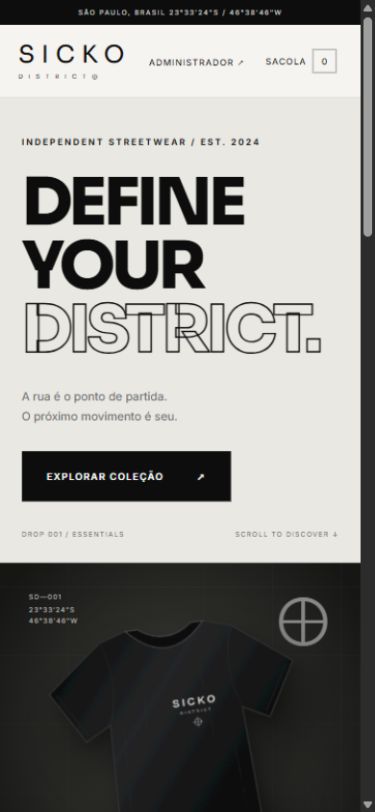 SÃO PAULO, BRASIL 23°33'24"S / 46°38'46"W
SICKO
DISTRICT
ADMINISTRADOR ↗
SACOLA 0
INDEPENDENT STREETWEAR / EST. 2024
DEFINE
YOUR
DISTRICT.
A rua é o ponto de partida.
O próximo movimento é seu.
EXPLORAR COLEÇÃO ↗
DROP 001 / ESSENTIALS
SCROLL TO DISCOVER ↓
SD—001
23°33'24"S
46°38'46"W
SICKO
DISTRICT